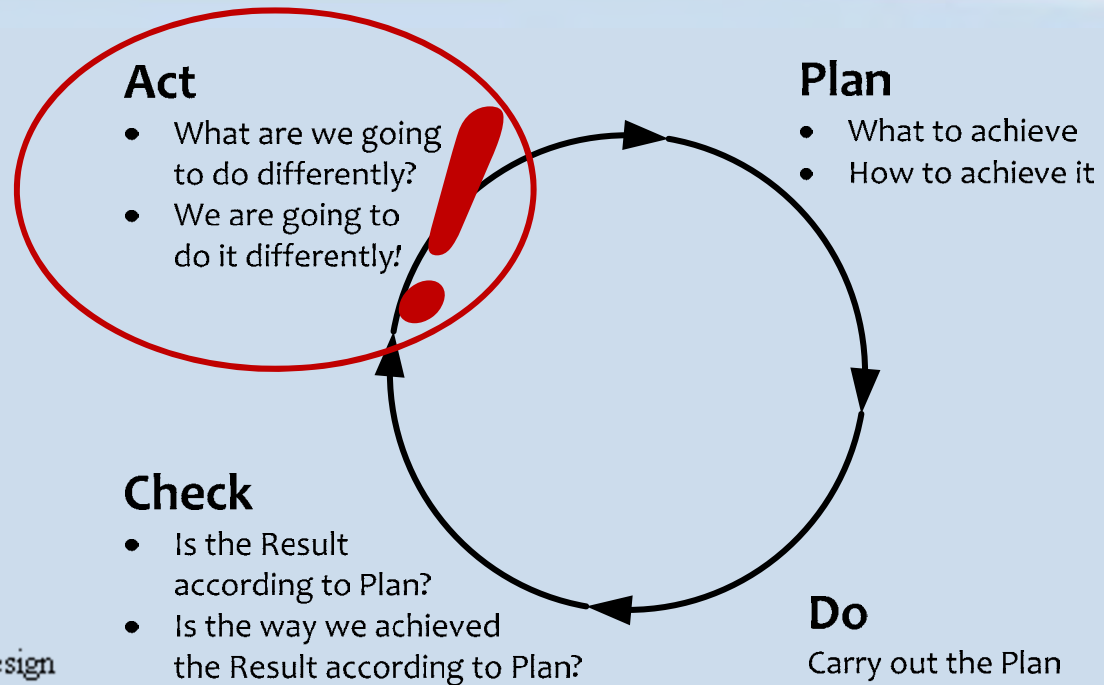 Act
• What are we going
to do differently?
• We are going to
do it differently!
Plan
• What to achieve
• How to achieve it
Check
• Is the Result
according to Plan?
• Is the way we achieved
the Result according to Plan?
Do
Carry out the Plan